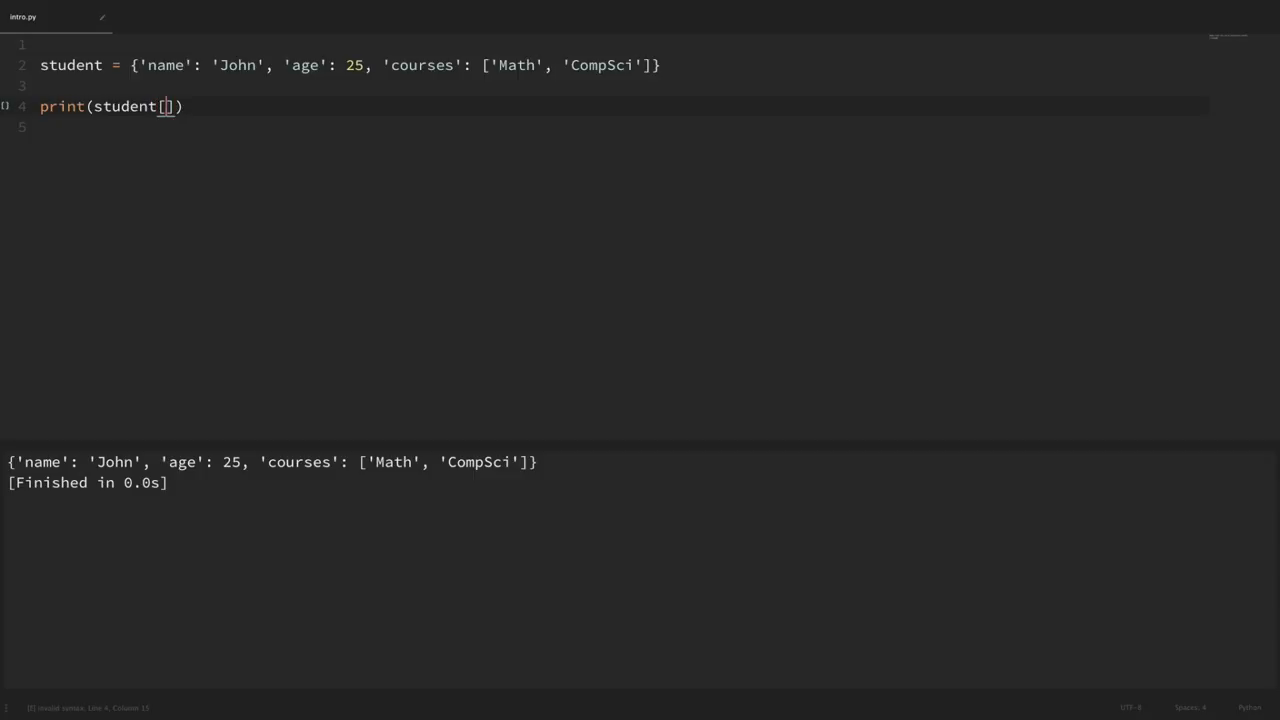 intro.py
1
2 student = {'name': 'John', 'age': 25, 'courses': ['Math', 'CompSci']}
3
[] 4 print(student[])
5
{'name': 'John', 'age': 25, 'courses': ['Math', 'CompSci']}
[Finished in 0.0s]
[E] invalid syntax, Line 4, Column 15 UTF-8 Spaces: 4 Python